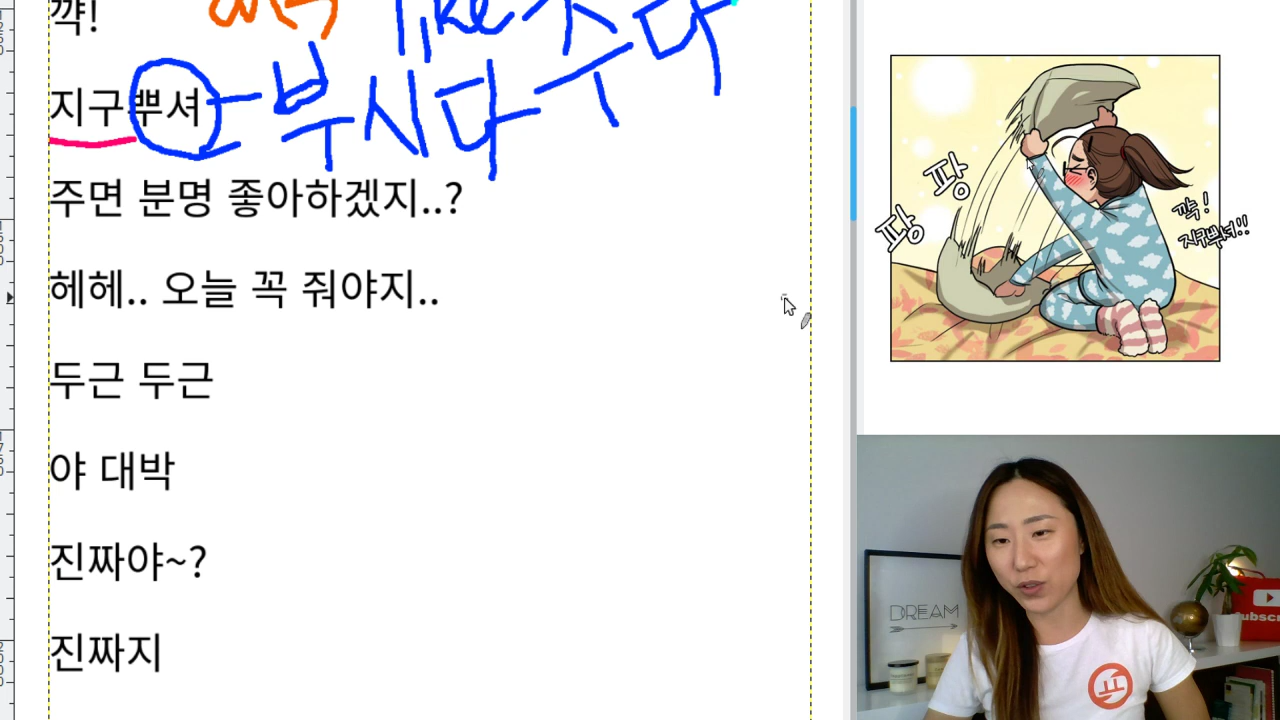 꺅!
like 주다
지구뿌셔 부시다
주면 분명 좋아하겠지..?
헤헤.. 오늘 꼭 줘야지..
두근 두근
야 대박
진짜야~?
진짜지
팡
팡
꺅!
지구뿌셔!!
DREAM